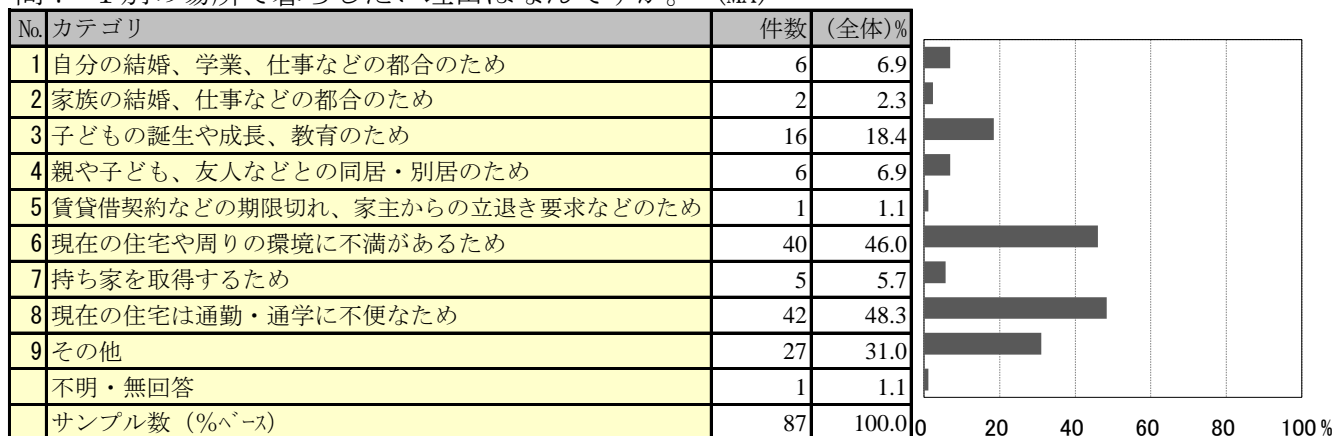 № カテゴリ 件数 (全体)%
1 自分の結婚、学業、仕事などの都合のため 6 6.9
2 家族の結婚、仕事などの都合のため 2 2.3
3 子どもの誕生や成長、教育のため 16 18.4
4 親や子ども、友人などとの同居・別居のため 6 6.9
5 賃貸借契約などの期限切れ、家主からの立退き要求などのため 1 1.1
6 現在の住宅や周りの環境に不満があるため 40 46.0
7 持ち家を取得するため 5 5.7
8 現在の住宅は通勤・通学に不便なため 42 48.3
9 その他 27 31.0
不明・無回答 1 1.1
サンプル数（%ﾍﾞｰｽ） 87 100.0
0 20 40 60 80 100%